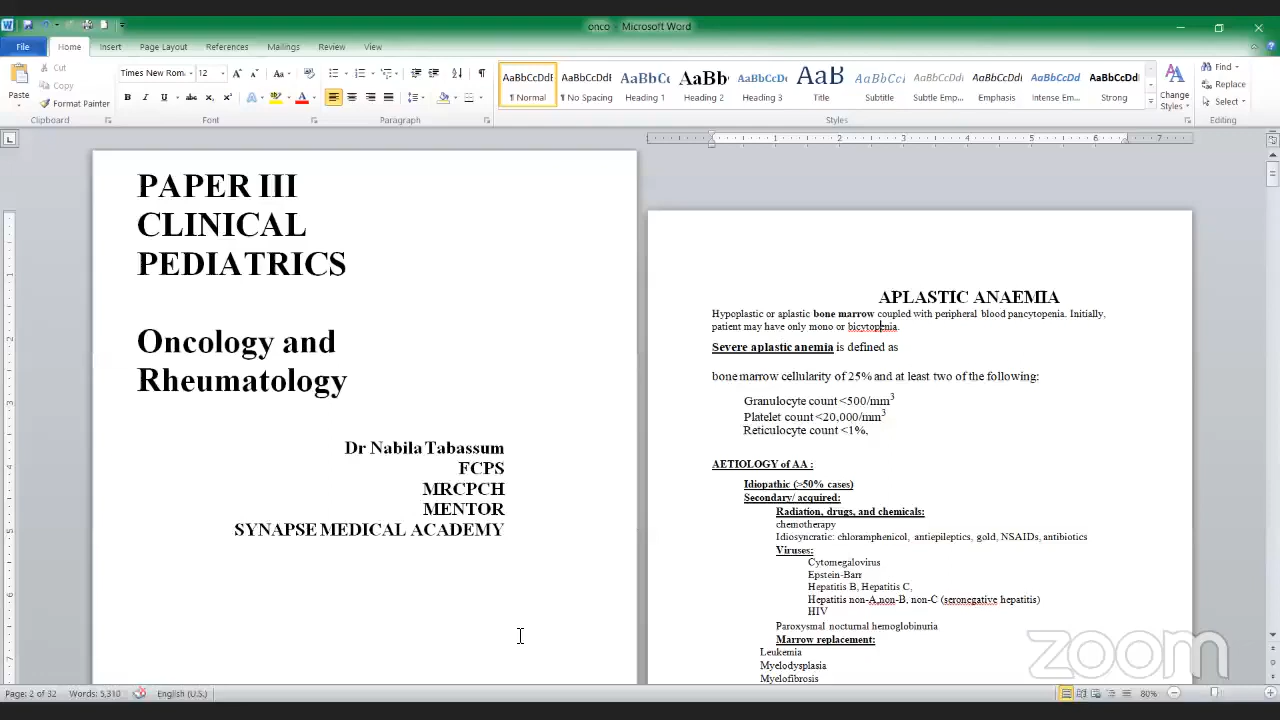 onco - Microsoft Word
File Home Insert Page Layout References Mailings Review View
Paste
Cut
Copy
Format Painter
Clipboard
Times New Rom 12
Font
Paragraph
AaBbCcDdI AaBbCcDdI AaBbCc AaBb AaBbCcDc AaB AaBbCcL AaBbCcDdI AaBbCcDdI AaBbCcDd AaBbCcDd
¶ Normal ¶ No Spacing Heading 1 Heading 2 Heading 3 Title Subtitle Subtle Emp... Emphasis Intense Em... Strong
Change Styles
Styles
Find
Replace
Select
Editing
PAPER III
CLINICAL
PEDIATRICS
Oncology and
Rheumatology
Dr Nabila Tabassum
FCPS
MRCPCH
MENTOR
SYNAPSE MEDICAL ACADEMY
APLASTIC ANAEMIA
Hypoplastic or aplastic bone marrow coupled with peripheral blood pancytopenia. Initially,
patient may have only mono or bicytopenia.
Severe aplastic anemia is defined as
bone marrow cellularity of 25% and at least two of the following:
Granulocyte count <500/mm3
Platelet count <20,000/mm3
Reticulocyte count <1%,
AETIOLOGY of AA :
Idiopathic (>50% cases)
Secondary/ acquired:
Radiation, drugs, and chemicals:
chemotherapy
Idiosyncratic: chloramphenicol, antiepileptics, gold, NSAIDs, antibiotics
Viruses:
Cytomegalovirus
Epstein-Barr
Hepatitis B, Hepatitis C,
Hepatitis non-A,non-B, non-C (seronegative hepatitis)
HIV
Paroxysmal nocturnal hemoglobinuria
Marrow replacement:
Leukemia
Myelodysplasia
Myelofibrosis
zoom
Page: 2 of 32 Words: 5,310 English (U.S.) 80%